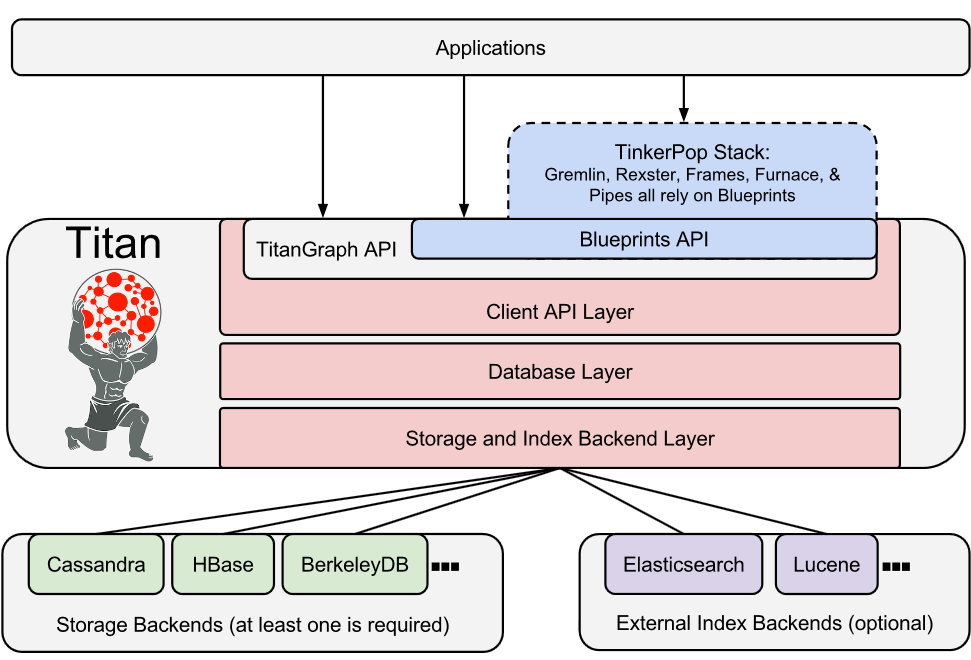 Applications
TinkerPop Stack:
Gremlin, Rexster, Frames, Furnace, &
Pipes all rely on Blueprints
Titan
TitanGraph API
Blueprints API
Client API Layer
Database Layer
Storage and Index Backend Layer
Cassandra
HBase
BerkeleyDB
Storage Backends (at least one is required)
Elasticsearch
Lucene
External Index Backends (optional)